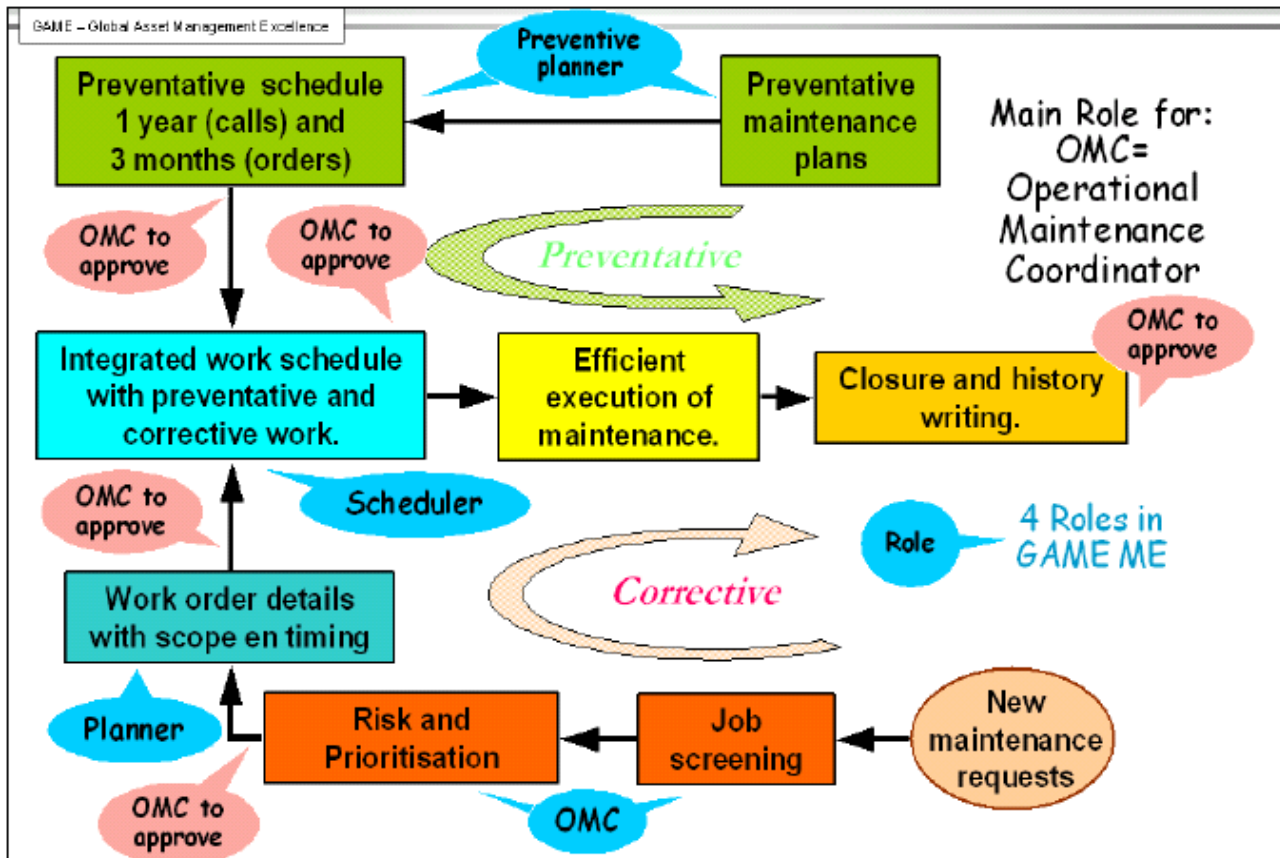 GAME – Global Asset Management Excellence
Preventive
planner
Preventative schedule
1 year (calls) and
3 months (orders)
Preventative
maintenance
plans
Main Role for:
OMC=
Operational
Maintenance
Coordinator
OMC to
approve
OMC to
approve
Preventative
OMC to
approve
Integrated work schedule
with preventative and
corrective work.
Efficient
execution of
maintenance.
Closure and history
writing.
OMC to
approve
Scheduler
Role
4 Roles in
GAME ME
Corrective
Work order details
with scope en timing
Planner
Risk and
Prioritisation
Job
screening
New
maintenance
requests
OMC to
approve
OMC